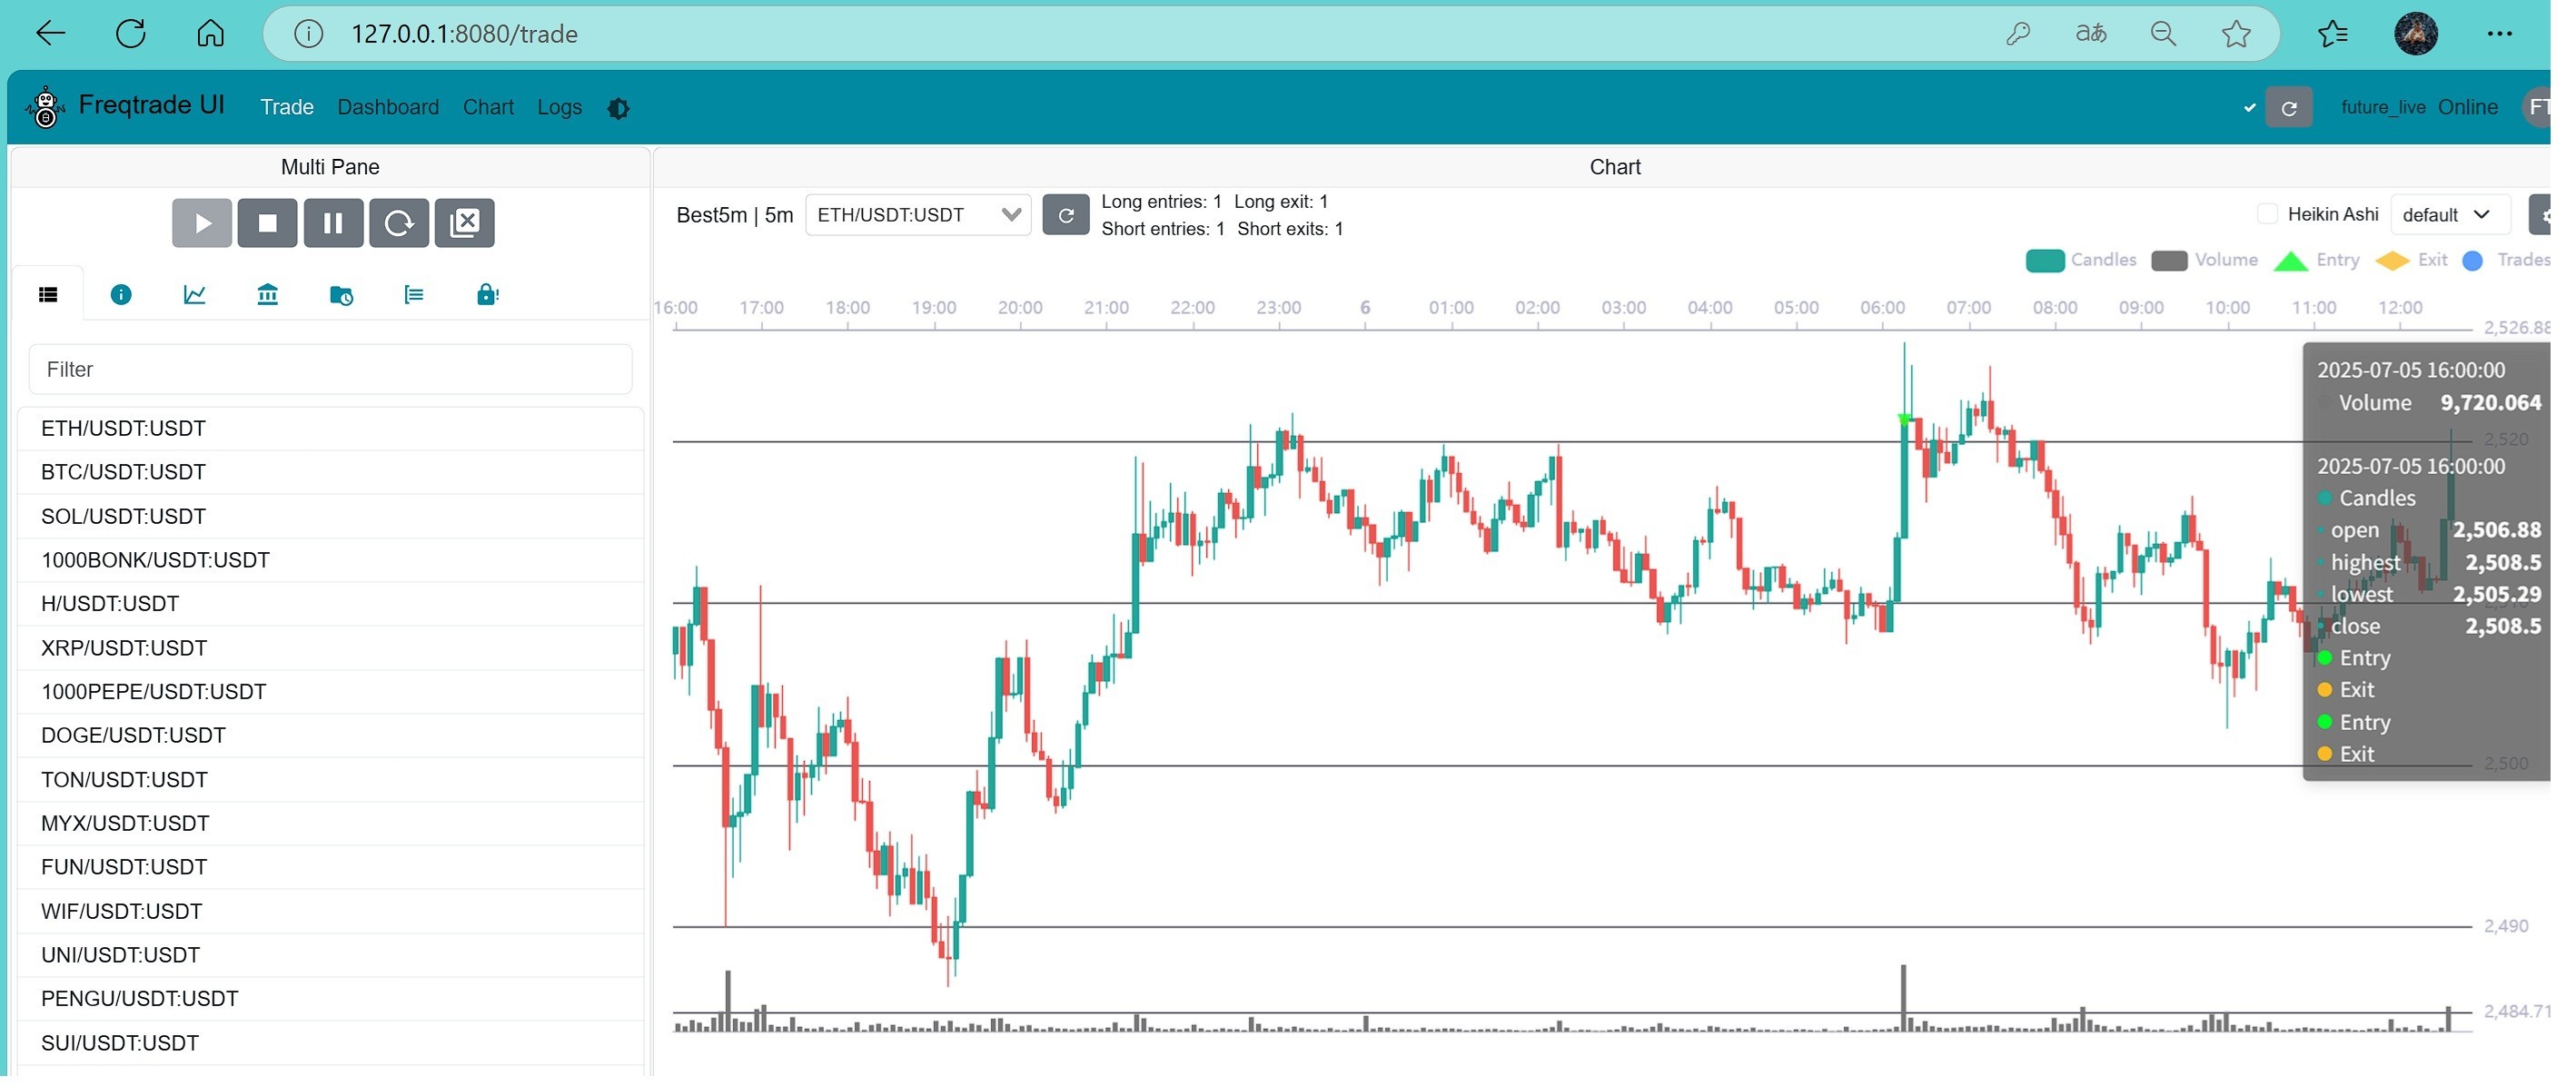 127.0.0.1:8080/trade
aあ
Freqtrade UI Trade Dashboard Chart Logs
future_live Online FT
Multi Pane
Chart
Best5m | 5m ETH/USDT:USDT
Long entries: 1 Long exit: 1
Short entries: 1 Short exits: 1
Heikin Ashi default
Candles Volume Entry Exit Trades
16:00 17:00 18:00 19:00 20:00 21:00 22:00 23:00 6 01:00 02:00 03:00 04:00 05:00 06:00 07:00 08:00 09:00 10:00 11:00 12:00
2,526.88
2,520
2,500
2,490
2,484.71
2025-07-05 16:00:00
Volume 9,720.064
2025-07-05 16:00:00
Candles
open 2,506.88
highest 2,508.5
lowest 2,505.29
close 2,508.5
Entry
Exit
Entry
Exit
Filter
ETH/USDT:USDT
BTC/USDT:USDT
SOL/USDT:USDT
1000BONK/USDT:USDT
H/USDT:USDT
XRP/USDT:USDT
1000PEPE/USDT:USDT
DOGE/USDT:USDT
TON/USDT:USDT
MYX/USDT:USDT
FUN/USDT:USDT
WIF/USDT:USDT
UNI/USDT:USDT
PENGU/USDT:USDT
SUI/USDT:USDT